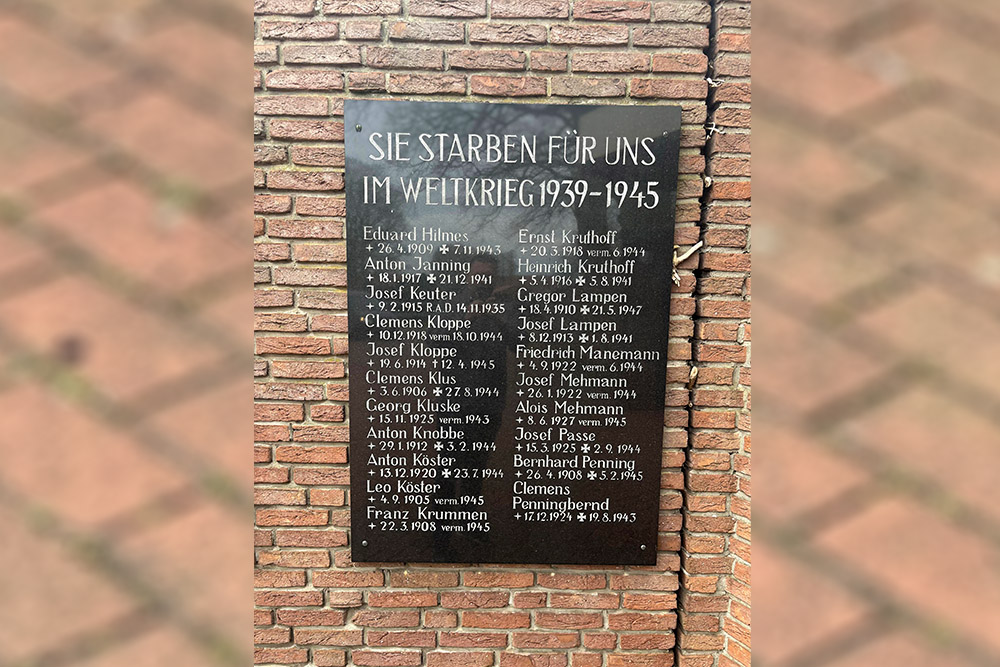 SIE STARBEN FÜR UNS
IM WELTKRIEG 1939-1945
Eduard Hilmes
+ 26.4.1909 ✠ 7.11.1943
Anton Janning
+ 18.1.1917 ✠ 21.12.1941
Josef Keuter
+ 9.2.1915 R.A.D. 14.11.1935
Clemens Kloppe
+ 10.12.1918 verm. 18.10.1944
Josef Kloppe
+ 19.6.1914 † 12.4.1945
Clemens Klus
+ 3.6.1906 ✠ 27.8.1944
Georg Kluske
+ 15.11.1925 verm. 1943
Anton Knobbe
+ 29.1.1912 ✠ 3.2.1944
Anton Köster
+ 13.12.1920 ✠ 23.7.1944
Leo Köster
+ 4.9.1905 verm. 1945
Franz Krummen
+ 22.3.1908 verm. 1945
Ernst Kruthoff
+ 20.3.1918 verm. 6.1944
Heinrich Kruthoff
+ 5.4.1916 ✠ 5.8.1941
Gregor Lampen
+ 18.4.1910 ✠ 21.5.1947
Josef Lampen
+ 8.12.1913 ✠ 1.8.1941
Friedrich Manemann
+ 4.9.1922 verm. 6.1944
Josef Mehmann
+ 26.1.1922 verm. 1944
Alois Mehmann
+ 8.6.1927 verm. 1945
Josef Passe
+ 15.3.1925 ✠ 2.9.1944
Bernhard Penning
+ 26.4.1908 ✠ 5.2.1945
Clemens
Penningbernd
+ 17.12.1924 ✠ 19.8.1943